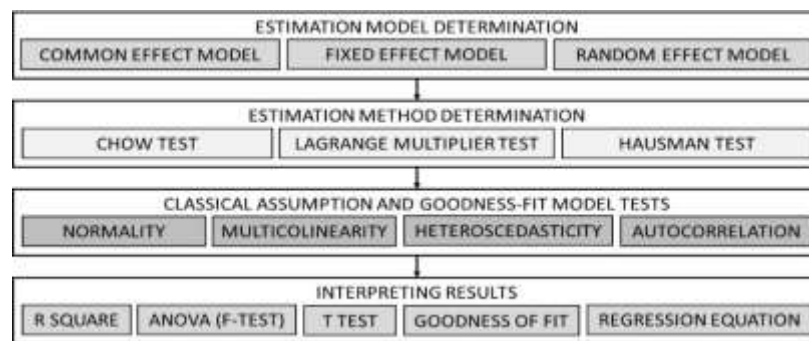 ESTIMATION MODEL DETERMINATION
COMMON EFFECT MODEL FIXED EFFECT MODEL RANDOM EFFECT MODEL
ESTIMATION METHOD DETERMINATION
CHOW TEST LAGRANGE MULTIPLIER TEST HAUSMAN TEST
CLASSICAL ASSUMPTION AND GOODNESS-FIT MODEL TESTS
NORMALITY MULTICOLINEARITY HETEROSCEDASTICITY AUTOCORRELATION
INTERPRETING RESULTS
R SQUARE ANOVA (F-TEST) T TEST GOODNESS OF FIT REGRESSION EQUATION